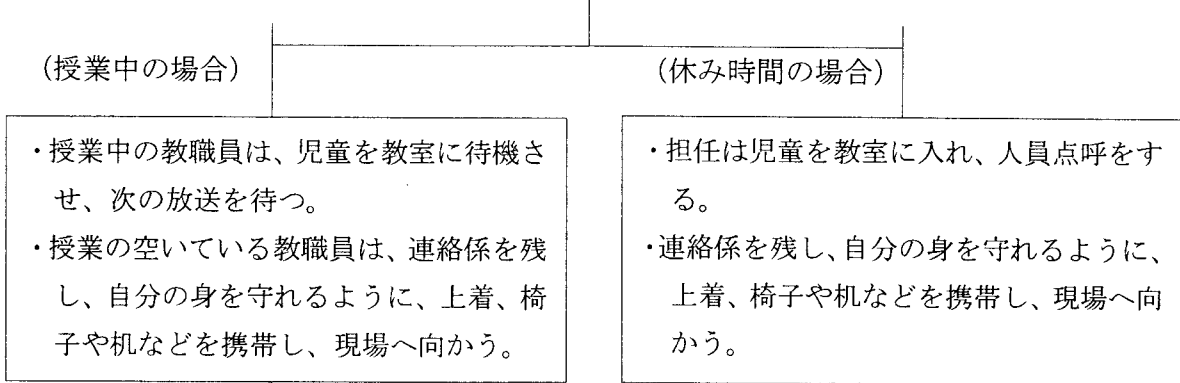 (授業中の場合)
・授業中の教職員は、児童を教室に待機さ
せ、次の放送を待つ。
・授業の空いている教職員は、連絡係を残
し、自分の身を守れるように、上着、椅
子や机などを携帯し、現場へ向かう。
(休み時間の場合)
・担任は児童を教室に入れ、人員点呼をす
る。
・連絡係を残し、自分の身を守れるように、
上着、椅子や机などを携帯し、現場へ向
かう。